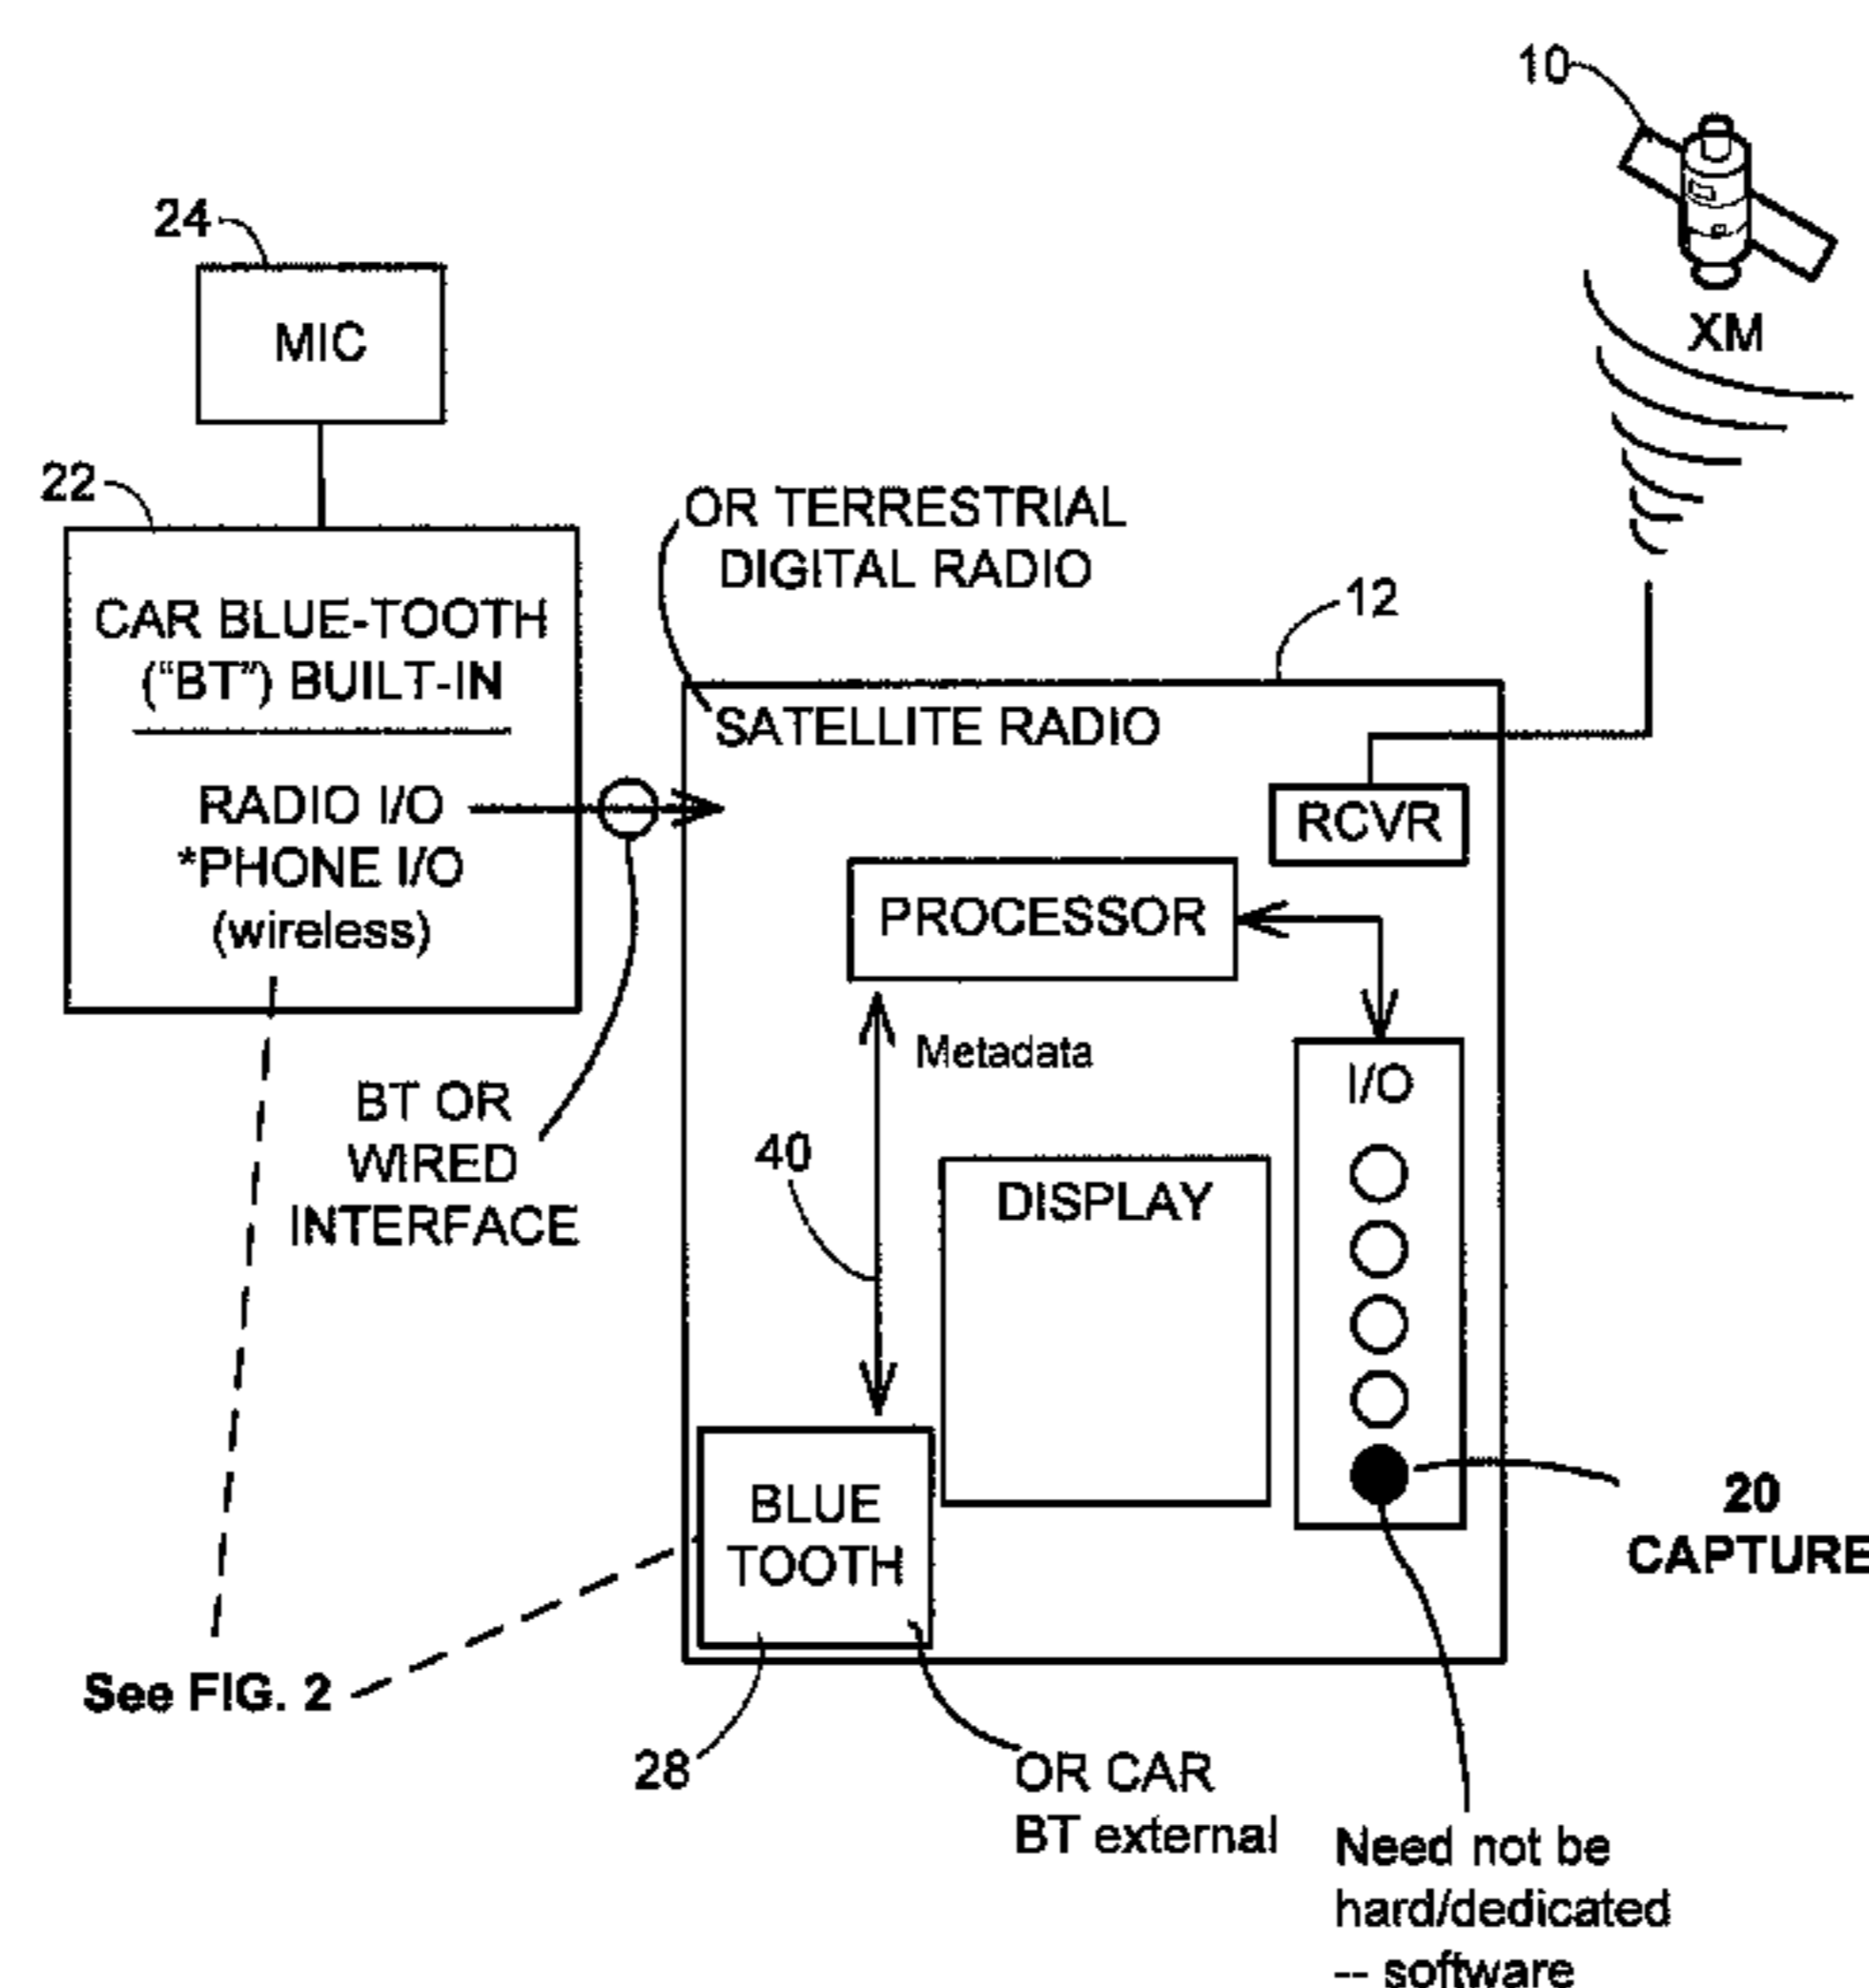 10
XM
24
MIC
22
CAR BLUE-TOOTH
(“BT”) BUILT-IN
RADIO I/O
*PHONE I/O
(wireless)
OR TERRESTRIAL
DIGITAL RADIO
12
SATELLITE RADIO
RCVR
PROCESSOR
Metadata
I/O
BT OR
WIRED
INTERFACE
40
DISPLAY
BLUE
TOOTH
20
CAPTURE
See FIG. 2
28
OR CAR
BT external
Need not be
hard/dedicated
-- software